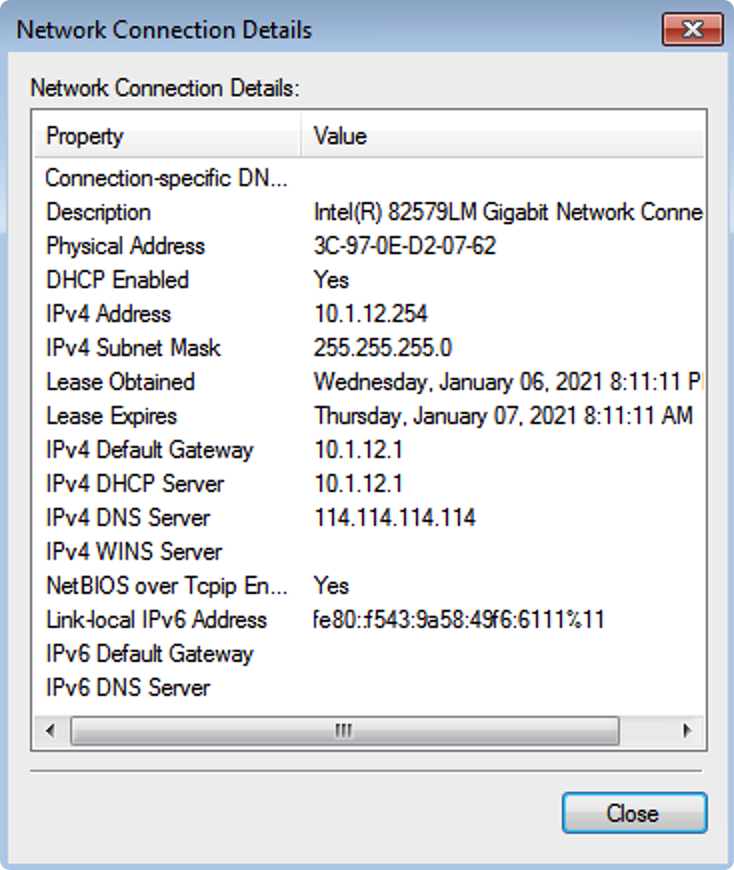 Network Connection Details
Network Connection Details:
Property Value
Connection-specific DN...
Description Intel(R) 82579LM Gigabit Network Conne
Physical Address 3C-97-0E-D2-07-62
DHCP Enabled Yes
IPv4 Address 10.1.12.254
IPv4 Subnet Mask 255.255.255.0
Lease Obtained Wednesday, January 06, 2021 8:11:11 P
Lease Expires Thursday, January 07, 2021 8:11:11 AM
IPv4 Default Gateway 10.1.12.1
IPv4 DHCP Server 10.1.12.1
IPv4 DNS Server 114.114.114.114
IPv4 WINS Server
NetBIOS over Tcpip En... Yes
Link-local IPv6 Address fe80::f543:9a58:49f6:6111%11
IPv6 Default Gateway
IPv6 DNS Server
Close